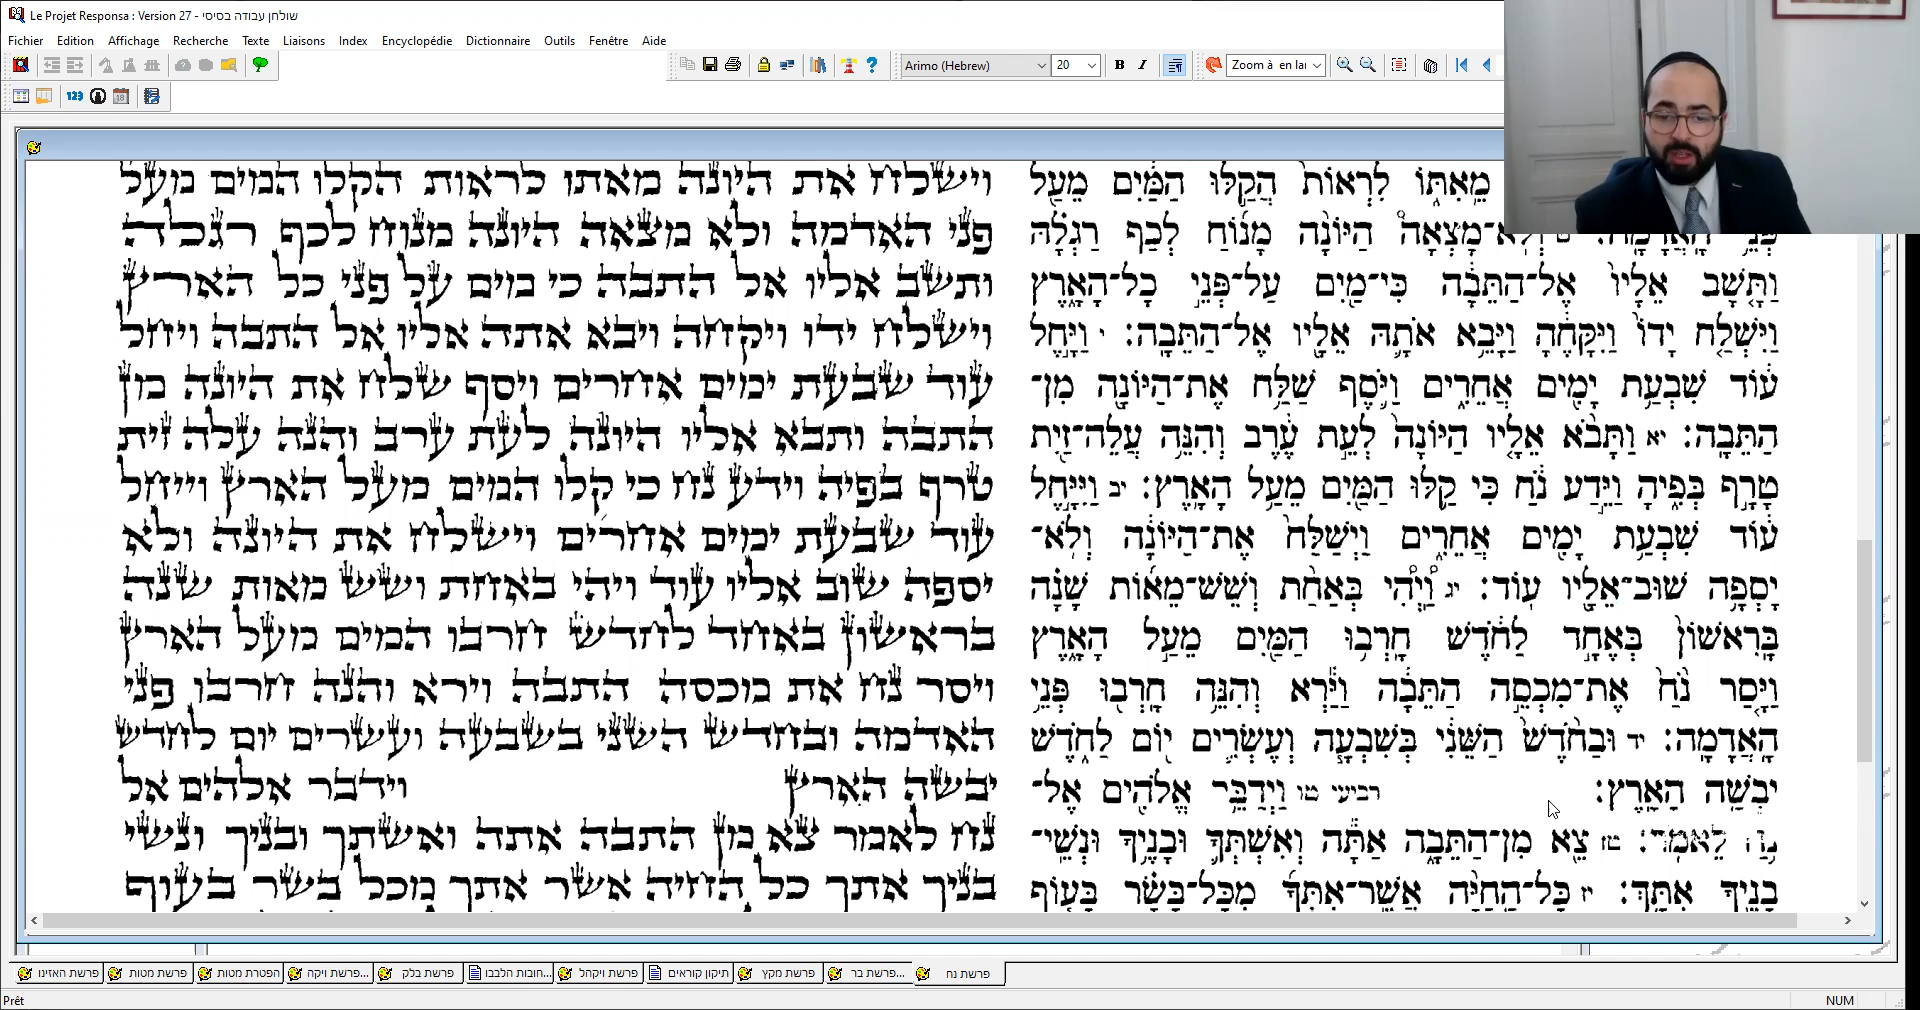 Le Projet Responsa : Version 27 - שולחן עבודה בסיסי
Fichier Edition Affichage Recherche Texte Liaisons Index Encyclopédie Dictionnaire Outils Fenêtre Aide
Arimo (Hebrew) 20 B I Zoom à en lar
123
18
מֵֽאִתּ֑וֹ לִרְאוֹת֙ הֲקַ֣לּוּ הַמַּ֔יִם מֵעַ֖ל
פְּנֵ֥י הָֽאֲדָמָֽה׃ ט וְלֹֽא־מָצְאָה֩ הַיּוֹנָ֨ה מָנ֜וֹחַ לְכַף־רַגְלָ֗הּ
וַתָּ֤שׇׁב אֵלָיו֙ אֶל־הַתֵּבָ֔ה כִּי־מַ֖יִם עַל־פְּנֵ֣י כׇל־הָאָ֑רֶץ
וַיִּשְׁלַ֤ח יָדוֹ֙ וַיִּקָּחֶ֔הָ וַיָּבֵ֥א אֹתָ֛הּ אֵלָ֖יו אֶל־הַתֵּבָֽה׃ י וַיָּ֣חֶל
ע֔וֹד שִׁבְעַ֥ת יָמִ֖ים אֲחֵרִ֑ים וַיֹּ֛סֶף שַׁלַּ֥ח אֶת־הַיּוֹנָ֖ה מִן־
הַתֵּבָֽה׃ יא וַתָּבֹ֨א אֵלָ֤יו הַיּוֹנָה֙ לְעֵ֣ת עֶ֔רֶב וְהִנֵּ֥ה עֲלֵה־זַ֖יִת
טָרָ֣ף בְּפִ֑יהָ וַיֵּ֣דַע נֹ֔חַ כִּי־קַ֥לּוּ הַמַּ֖יִם מֵעַ֥ל הָאָֽרֶץ׃ יב וַיִּיָּ֣חֶל
ע֔וֹד שִׁבְעַ֥ת יָמִ֖ים אֲחֵרִ֑ים וַיְשַׁלַּח֙ אֶת־הַיּוֹנָ֔ה וְלֹֽא־
יָסְפָ֥ה שׁוּב־אֵלָ֖יו עֽוֹד׃ יג וַֽ֠יְהִ֠י בְּאַחַ֨ת וְשֵׁשׁ־מֵא֜וֹת שָׁנָ֗ה
בָּֽרִאשׁוֹן֙ בְּאֶחָ֣ד לַחֹ֔דֶשׁ חָֽרְב֥וּ הַמַּ֖יִם מֵעַ֣ל הָאָ֑רֶץ
וַיָּ֤סַר נֹ֙חַ֙ אֶת־מִכְסֵ֣ה הַתֵּבָ֔ה וַיַּ֕רְא וְהִנֵּ֥ה חָֽרְב֖וּ פְּנֵ֥י
הָֽאֲדָמָֽה׃ יד וּבַחֹ֙דֶשׁ֙ הַשֵּׁנִ֔י בְּשִׁבְעָ֧ה וְעֶשְׂרִ֛ים י֖וֹם לַחֹ֑דֶשׁ
יָבְשָׁ֖ה הָאָֽרֶץ׃ רביעי טו וַיְדַבֵּ֥ר אֱלֹהִ֖ים אֶל־
נֹ֥חַ לֵאמֹֽר׃ טז צֵ֖א מִן־הַתֵּבָ֑ה אַתָּ֕ה וְאִשְׁתְּךָ֛ וּבָנֶ֥יךָ וּנְשֵֽׁי־
בָנֶ֖יךָ אִתָּֽךְ׃ יז כׇּל־הַחַיָּ֨ה אֲשֶֽׁר־אִתְּךָ֜ מִכׇּל־בָּשָׂ֗ר בָּע֧וֹף
וישלח את היונה מאתו לראות הקלו המים מעל
פני האדמה ולא מצאה היונה מנוח לכף רגלה
ותשב אליו אל התבה כי מים על פני כל הארץ
וישלח ידו ויקחה ויבא אתה אליו אל התבה ויחל
עוד שבעת ימים אחרים ויסף שלח את היונה מן
התבה ותבא אליו היונה לעת ערב והנה עלה זית
טרף בפיה וידע נח כי קלו המים מעל הארץ וייחל
עוד שבעת ימים אחרים וישלח את היונה ולא
יספה שוב אליו עוד ויהי באחת ושש מאות שנה
בראשון באחד לחדש חרבו המים מעל הארץ
ויסר נח את מכסה התבה וירא והנה חרבו פני
האדמה ובחדש השני בשבעה ועשרים יום לחדש
יבשה הארץ וידבר אלהים אל
נח לאמר צא מן התבה אתה ואשתך ובניך ונשי
בניך אתך כל החיה אשר אתך מכל בשר בעוף
פרשת נח
פרשת בר...
פרשת מקץ
תיקון קוראים
פרשת ויקהל
חובות הלבבו...
פרשת בלק
פרשת ויקה...
הפטרת מטות
פרשת מטות
פרשת האזינו
Prêt NUM